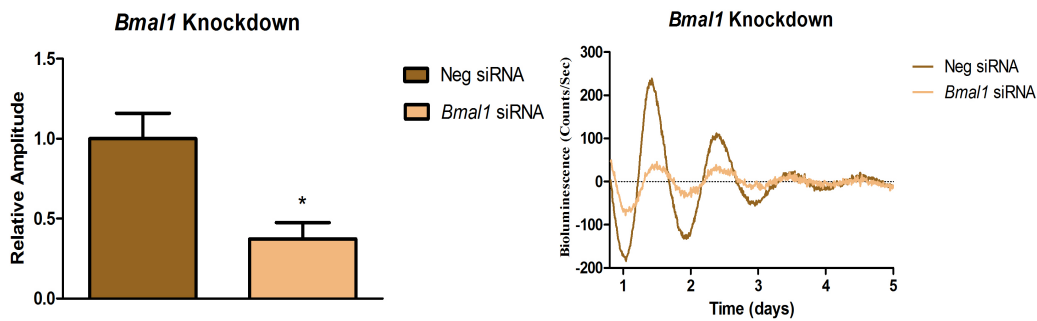 Bmal1 Knockdown
Relative Amplitude
1.5
1.0
0.5
0.0
*
Neg siRNA
Bmal1 siRNA
Bmal1 Knockdown
Bioluminescence (Counts/Sec)
300
200
100
0
-100
-200
1 2 3 4 5
Time (days)
Neg siRNA
Bmal1 siRNA